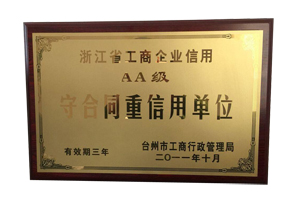 浙江省工商企业信用
AA级
守合同重信用单位
有效期三年
台州市工商行政管理局
二〇一一年十月